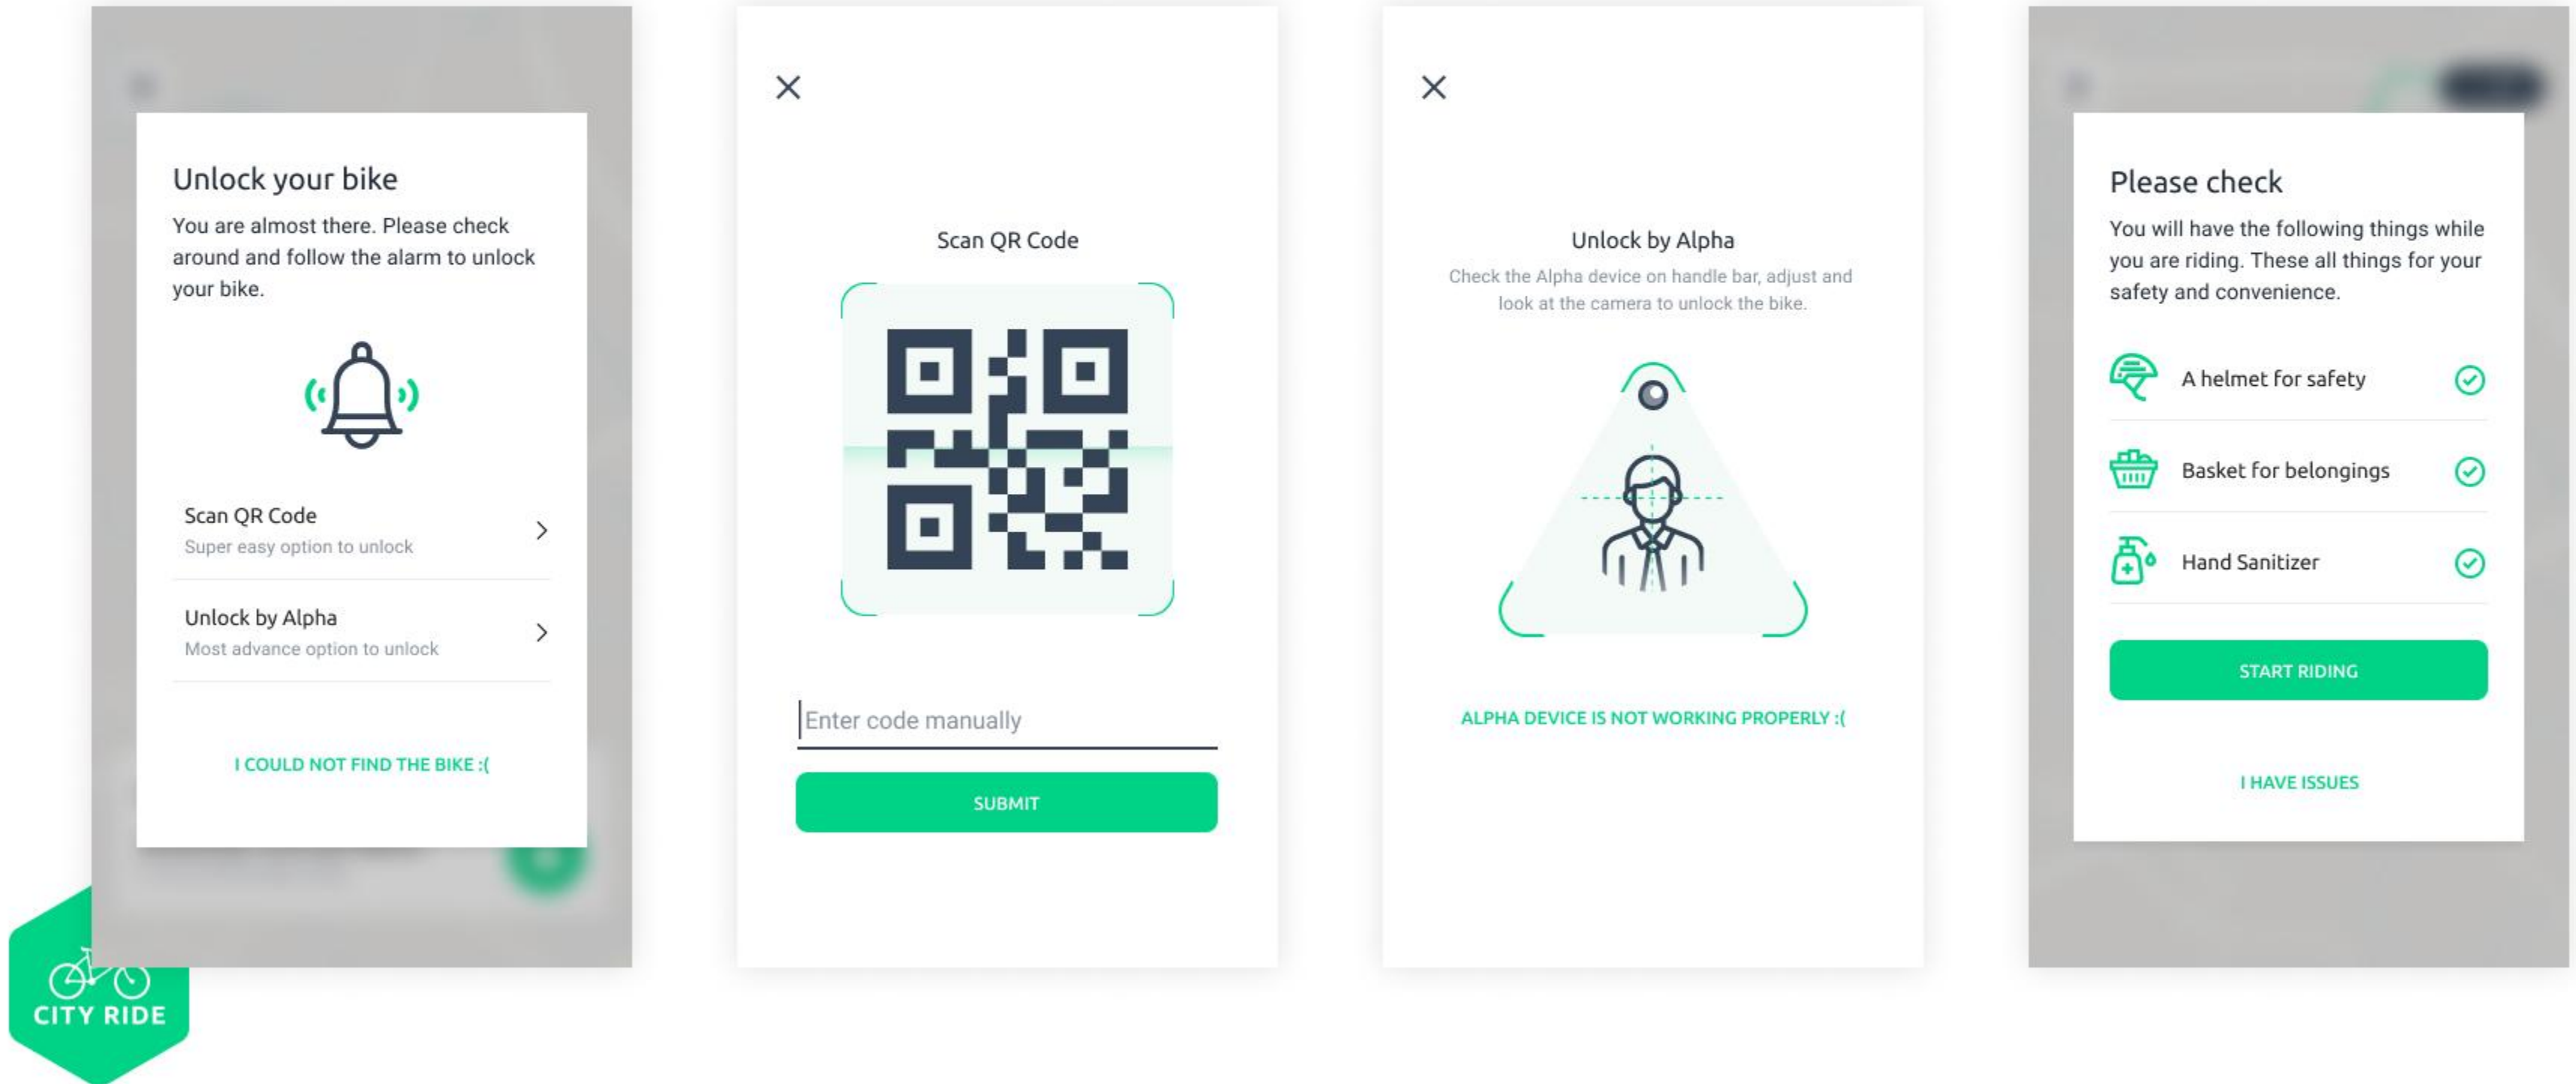 Unlock your bike
You are almost there. Please check
around and follow the alarm to unlock
your bike.
Scan QR Code
Super easy option to unlock
Unlock by Alpha
Most advance option to unlock
I COULD NOT FIND THE BIKE :(
CITY RIDE
Scan QR Code
Enter code manually
SUBMIT
Unlock by Alpha
Check the Alpha device on handle bar, adjust and
look at the camera to unlock the bike.
ALPHA DEVICE IS NOT WORKING PROPERLY :(
Please check
You will have the following things while
you are riding. These all things for your
safety and convenience.
A helmet for safety
Basket for belongings
Hand Sanitizer
START RIDING
I HAVE ISSUES